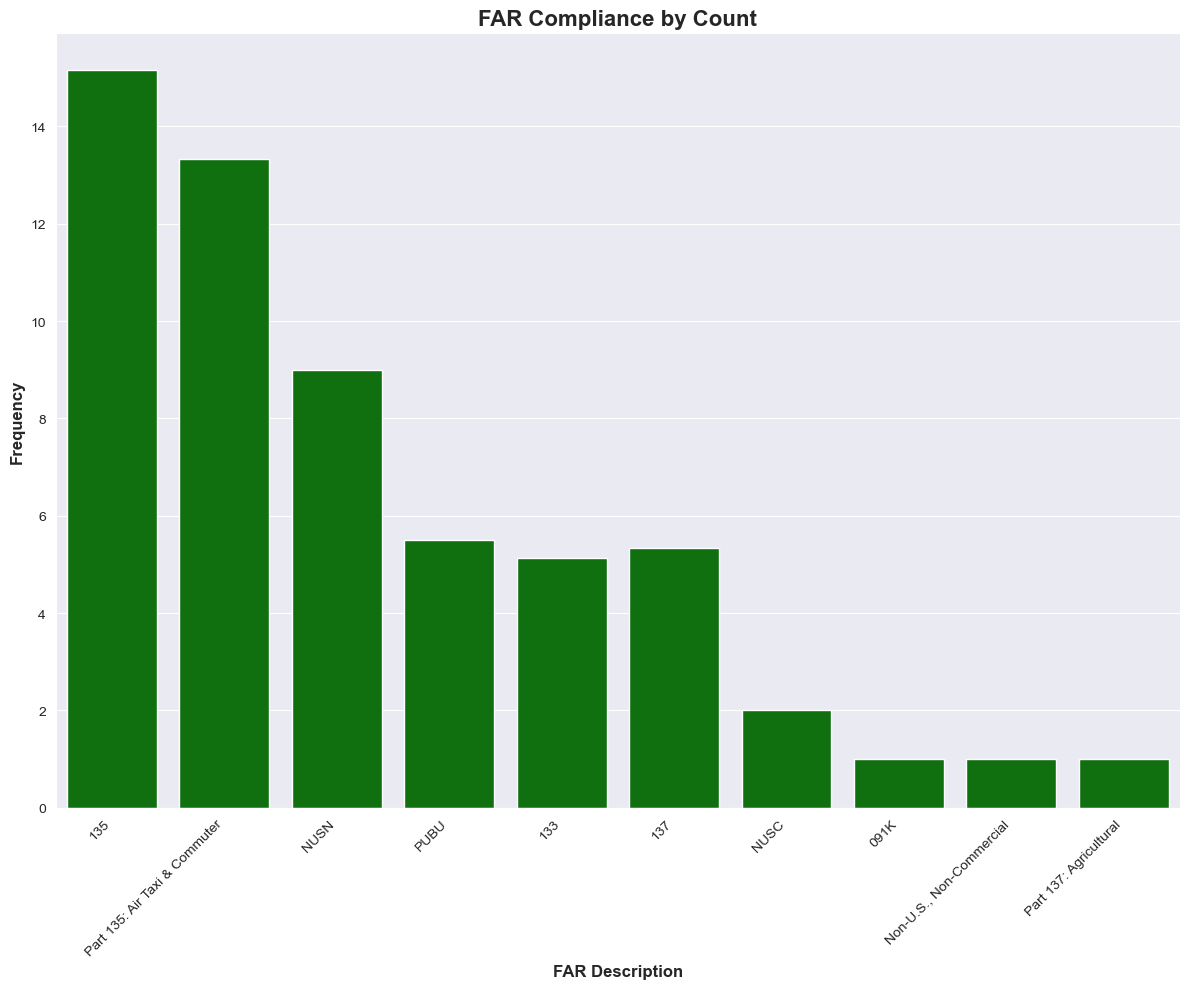 FAR Compliance by Count
Frequency
14
12
10
8
6
4
2
0
135
Part 135: Air Taxi & Commuter
NUSN
PUBU
133
137
NUSC
091K
Non-U.S., Non-Commercial
Part 137: Agricultural
FAR Description